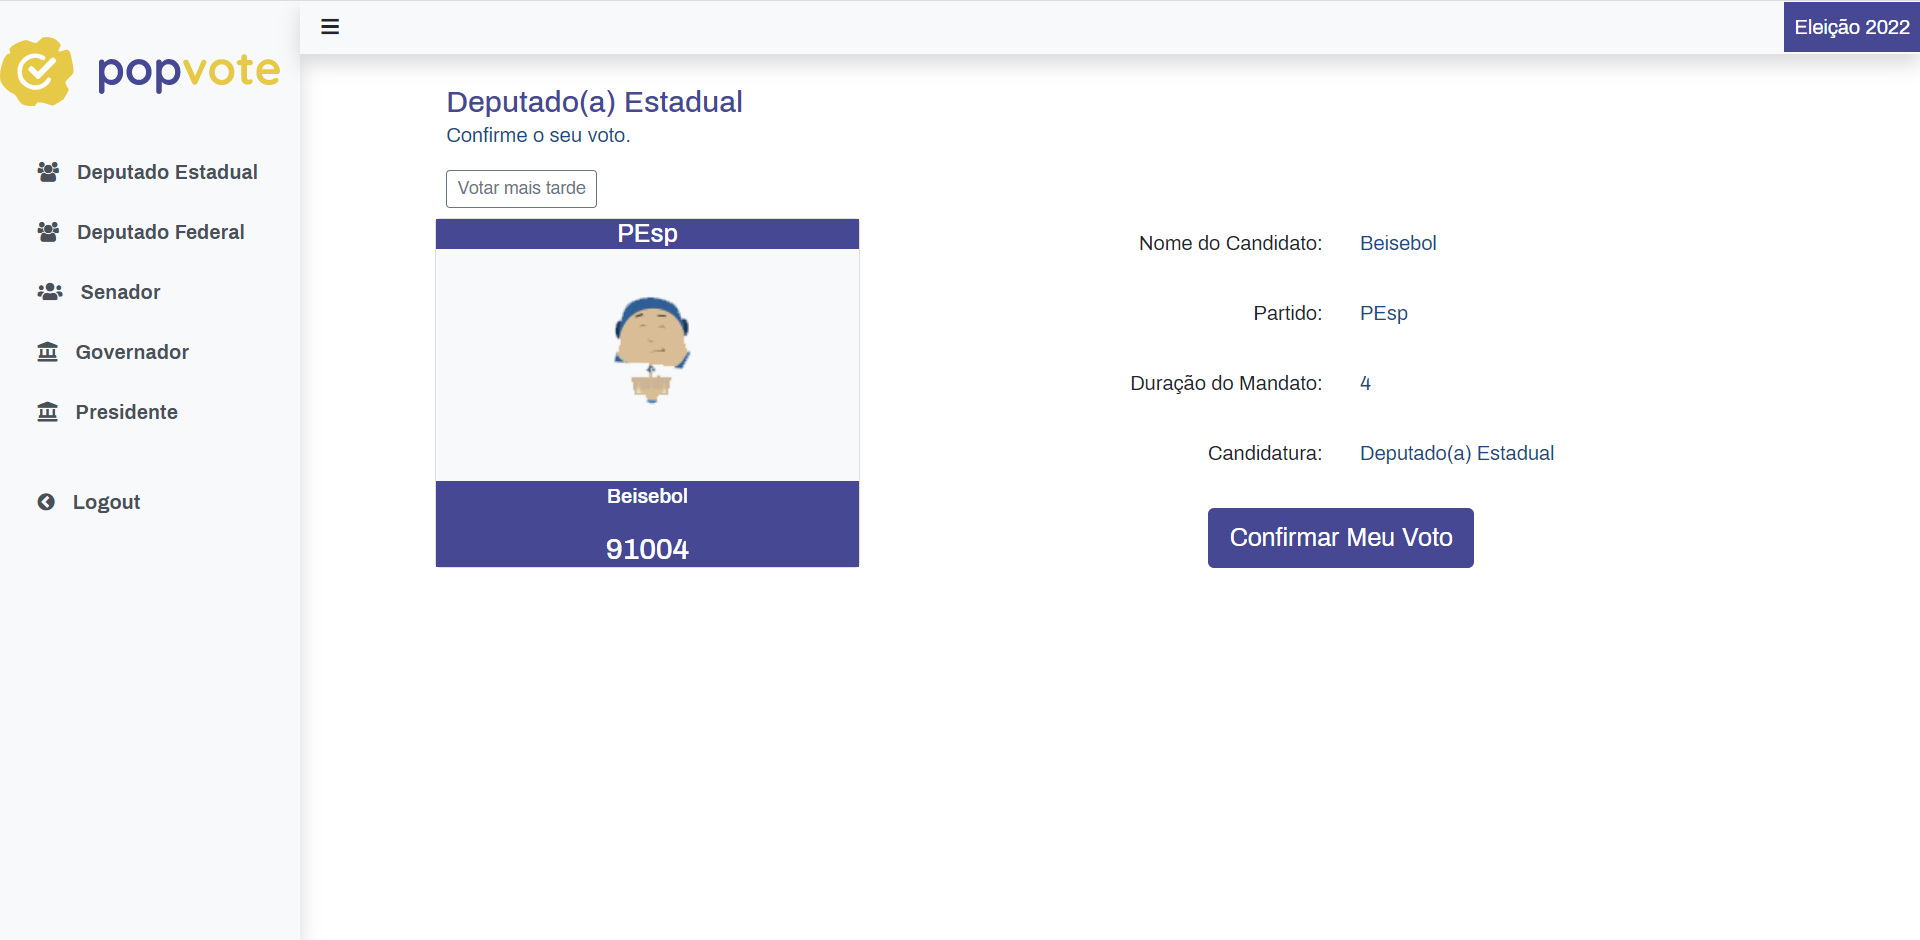 popvote
Deputado Estadual
Deputado Federal
Senador
Governador
Presidente
Logout
Eleição 2022
Deputado(a) Estadual
Confirme o seu voto.
Votar mais tarde
PEsp
Beisebol
91004
Nome do Candidato: Beisebol
Partido: PEsp
Duração do Mandato: 4
Candidatura: Deputado(a) Estadual
Confirmar Meu Voto